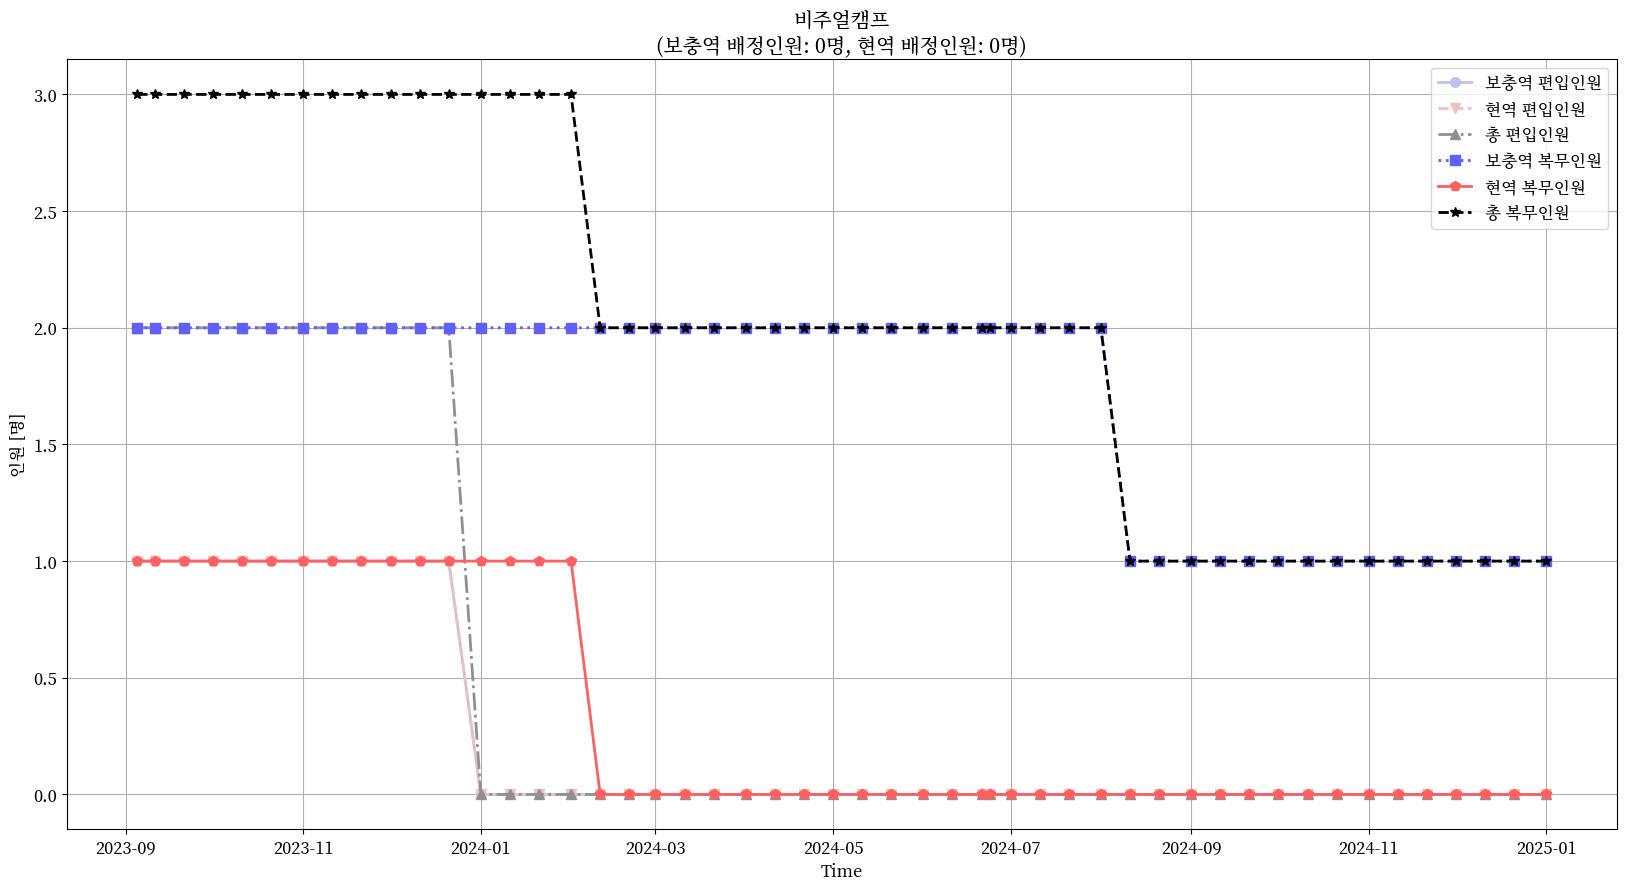 비주얼캠프
(보충역 배정인원: 0명, 현역 배정인원: 0명)
보충역 편입인원
현역 편입인원
총 편입인원
보충역 복무인원
현역 복무인원
총 복무인원
인원 [명]
3.0
2.5
2.0
1.5
1.0
0.5
0.0
2023-09 2023-11 2024-01 2024-03 2024-05 2024-07 2024-09 2024-11 2025-01
Time